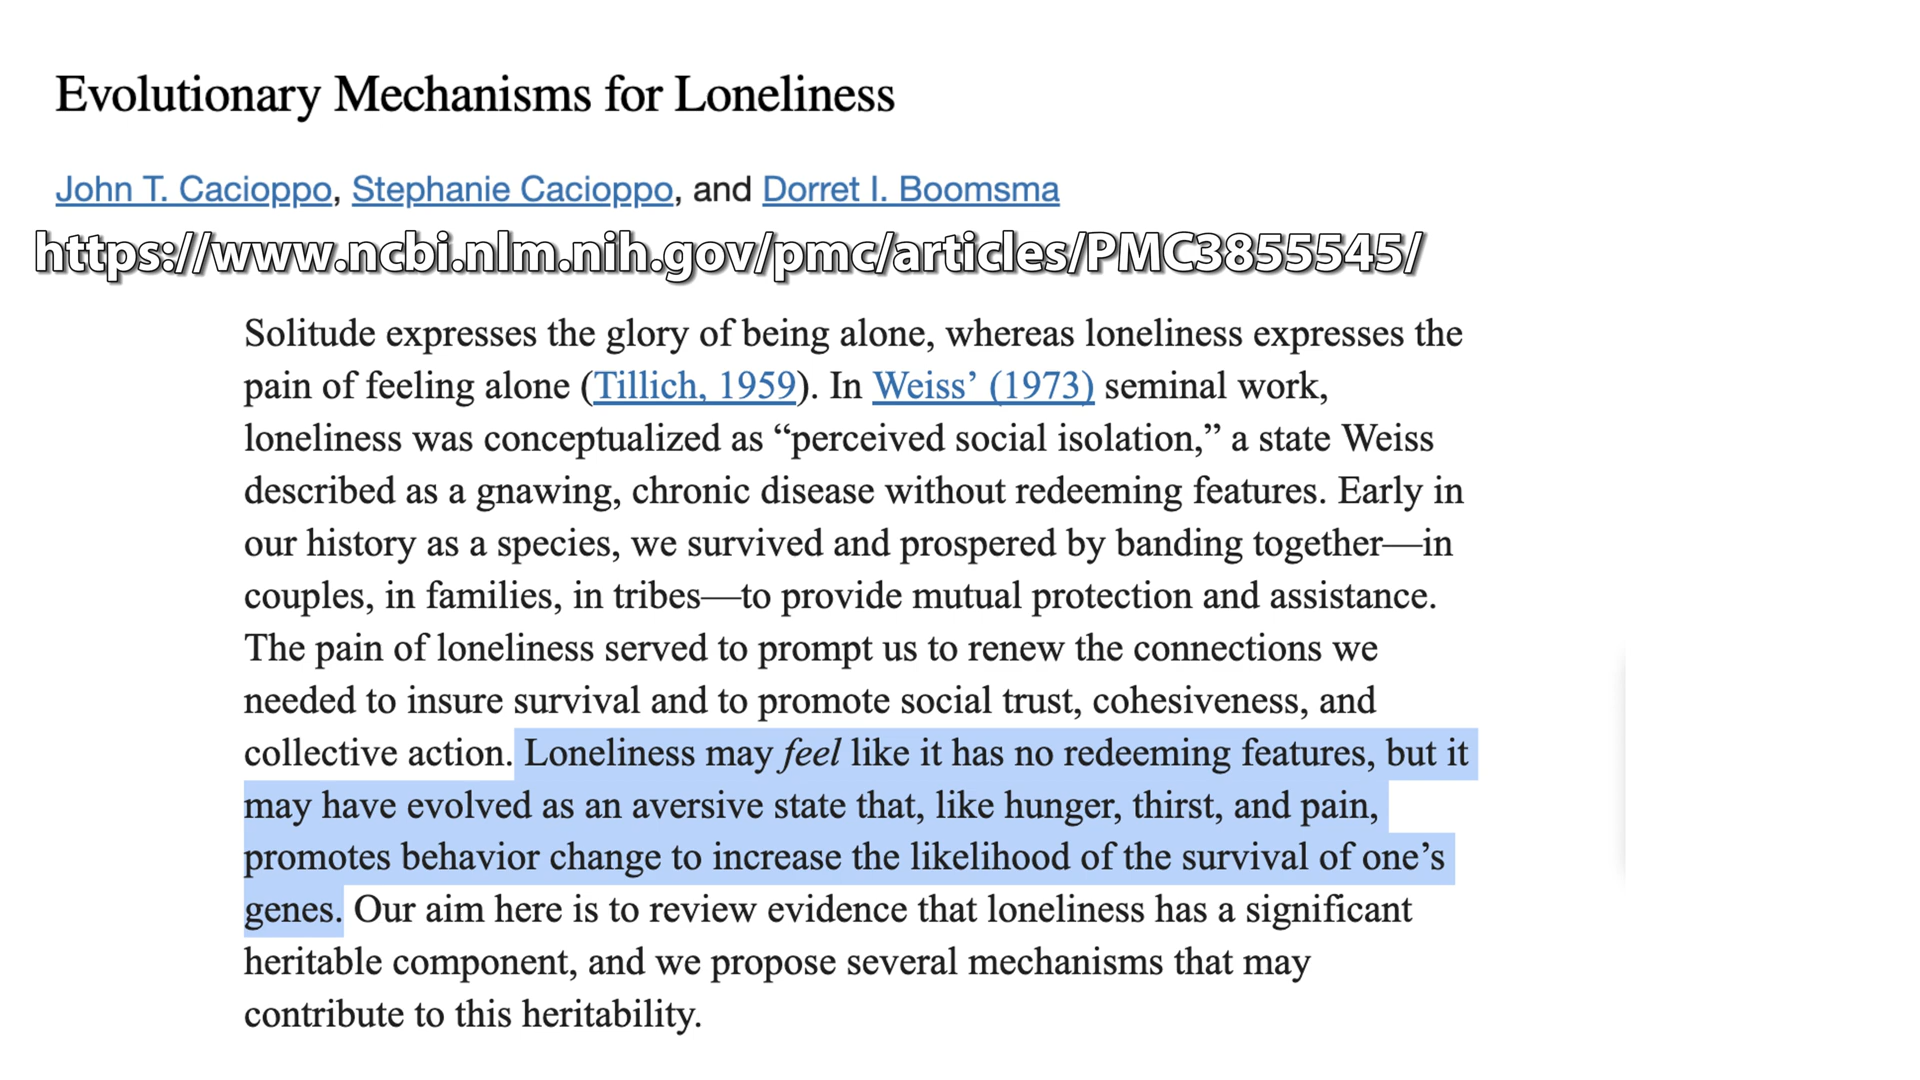 Evolutionary Mechanisms for Loneliness
John T. Cacioppo, Stephanie Cacioppo, and Dorret I. Boomsma
https://www.ncbi.nlm.nih.gov/pmc/articles/PMC3855545/
Solitude expresses the glory of being alone, whereas loneliness expresses the
pain of feeling alone (Tillich, 1959). In Weiss’ (1973) seminal work,
loneliness was conceptualized as “perceived social isolation,” a state Weiss
described as a gnawing, chronic disease without redeeming features. Early in
our history as a species, we survived and prospered by banding together—in
couples, in families, in tribes—to provide mutual protection and assistance.
The pain of loneliness served to prompt us to renew the connections we
needed to insure survival and to promote social trust, cohesiveness, and
collective action. Loneliness may feel like it has no redeeming features, but it
may have evolved as an aversive state that, like hunger, thirst, and pain,
promotes behavior change to increase the likelihood of the survival of one’s
genes. Our aim here is to review evidence that loneliness has a significant
heritable component, and we propose several mechanisms that may
contribute to this heritability.